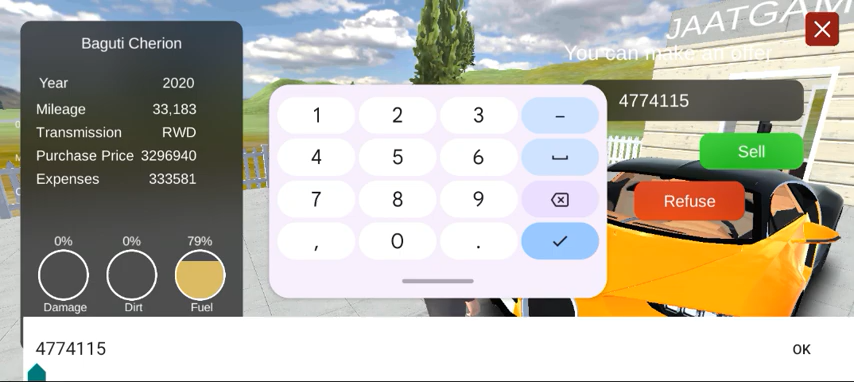 JAATGAM
Baguti Cherion
You can make an offer
Year 2020
Mileage 33,183
Transmission RWD
Purchase Price 3296940
Expenses 333581
4774115
Sell
Refuse
1 2 3 –
4 5 6
7 8 9
, 0 .
0% 0% 79%
Damage Dirt Fuel
4774115
OK